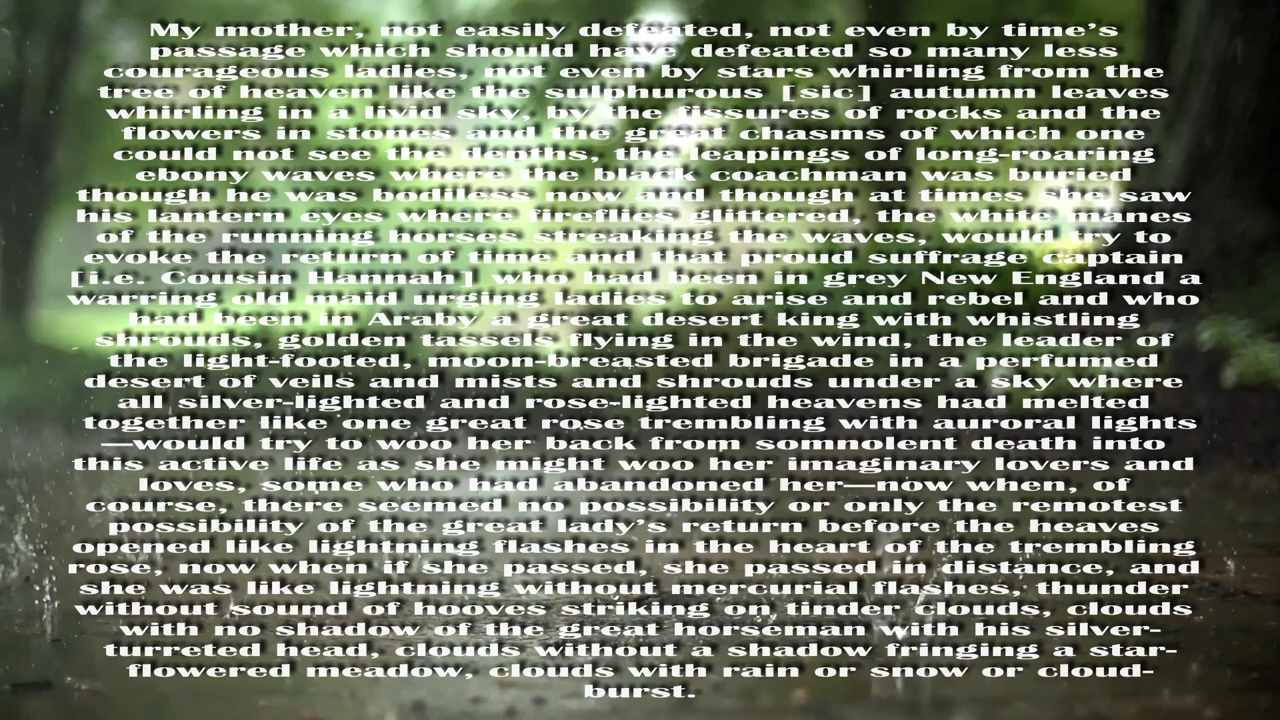 My mother, not easily defeated, not even by time's
passage which should have defeated so many less
courageous ladies, not even by stars whirling from the
tree of heaven like the sulphurous [sic] autumn leaves
whirling in a livid sky, by the fissures of rocks and the
flowers in stones and the great chasms of which one
could not see the depths, the leapings of long-roaring
ebony waves where the black coachman was buried
though he was bodiless now and though at times she saw
his lantern eyes where fireflies glittered, the white manes
of the running horses streaking the waves, would try to
evoke the return of time and that proud suffrage captain
[i.e. Cousin Hannah] who had been in grey New England a
warring old maid urging ladies to arise and rebel and who
had been in Araby a great desert king with whistling
shrouds, golden tassels flying in the wind, the leader of
the light-footed, moon-breasted brigade in a perfumed
desert of veils and mists and shrouds under a sky where
all silver-lighted and rose-lighted heavens had melted
together like one great rose trembling with auroral lights
—would try to woo her back from somnolent death into
this active life as she might woo her imaginary lovers and
loves, some who had abandoned her—now when, of
course, there seemed no possibility or only the remotest
possibility of the great lady's return before the heaves
opened like lightning flashes in the heart of the trembling
rose, now when if she passed, she passed in distance, and
she was like lightning without mercurial flashes, thunder
without sound of hooves striking on tinder clouds, clouds
with no shadow of the great horseman with his silver-
turreted head, clouds without a shadow fringing a star-
flowered meadow, clouds with rain or snow or cloud-
burst.